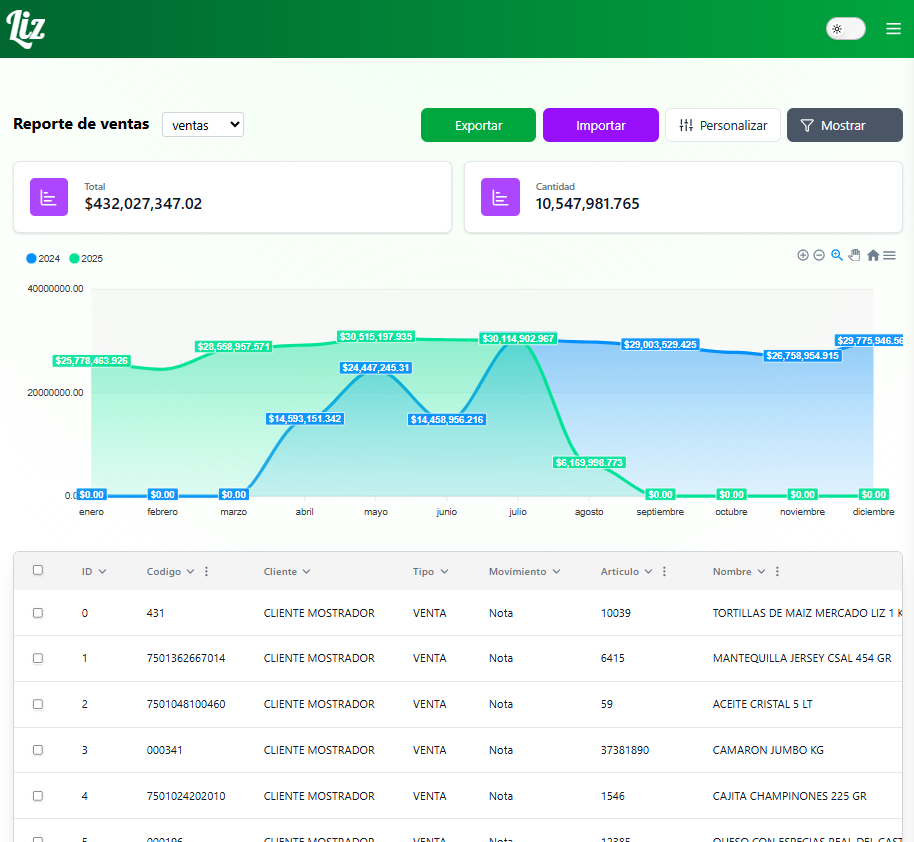 Liz
Reporte de ventas ventas Exportar Importar Personalizar Mostrar
Total
$432,027,347.02
Cantidad
10,547,981.765
2024 2025
40000000.00
20000000.00
$25,778,463.926
$28,558,957.571
$30,515,197.935
$30,114,902.967
$29,003,529.425
$26,758,954.915
$29,775,946.56
$24,447,245.31
$14,593,151.342
$14,458,956.216
$6,169,998.773
0.0 $0.00 $0.00 $0.00 $0.00 $0.00 $0.00 $0.00
enero febrero marzo abril mayo junio julio agosto septiembre octubre noviembre diciembre
ID Codigo Cliente Tipo Movimiento Articulo Nombre
0 431 CLIENTE MOSTRADOR VENTA Nota 10039 TORTILLAS DE MAIZ MERCADO LIZ 1 K
1 7501362667014 CLIENTE MOSTRADOR VENTA Nota 6415 MANTEQUILLA JERSEY CSAL 454 GR
2 7501048100460 CLIENTE MOSTRADOR VENTA Nota 59 ACEITE CRISTAL 5 LT
3 000341 CLIENTE MOSTRADOR VENTA Nota 37381890 CAMARON JUMBO KG
4 7501024202010 CLIENTE MOSTRADOR VENTA Nota 1546 CAJITA CHAMPINONES 225 GR
5 000196 CLIENTE MOSTRADOR VENTA Nota 12385 QUESO CON ESPECIAS REAL DEL CAST